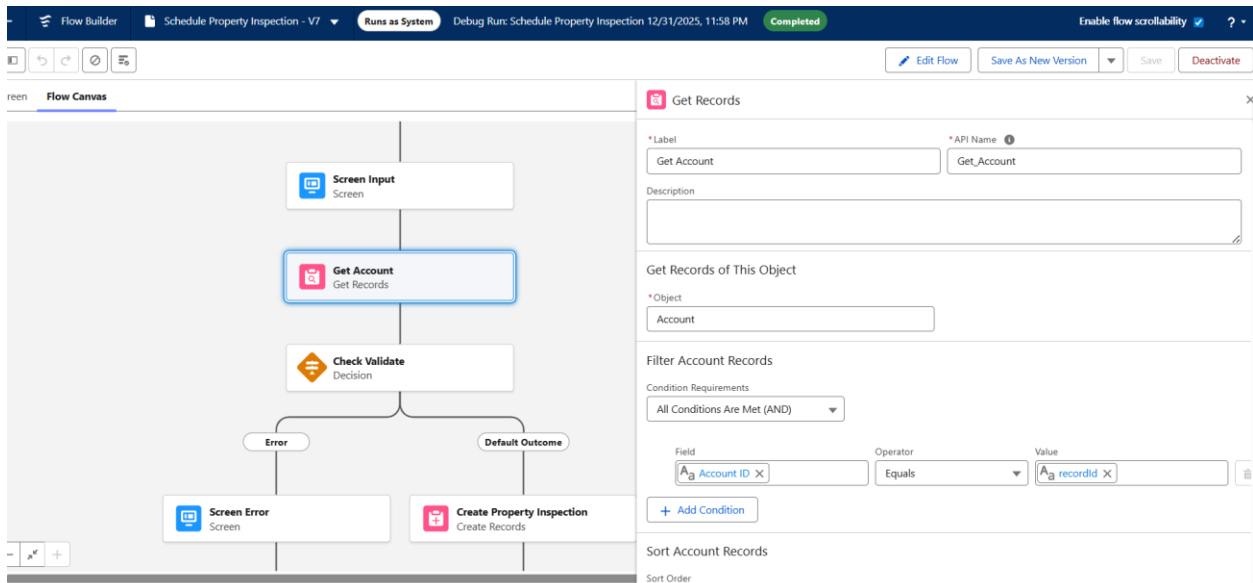 Flow Builder Schedule Property Inspection - V7 Runs as System Debug Run: Schedule Property Inspection 12/31/2025, 11:58 PM Completed Enable flow scrollability ?
Edit Flow Save As New Version Save Deactivate
reen Flow Canvas
Screen Input
Screen
Get Account
Get Records
Check Validate
Decision
Error Default Outcome
Screen Error
Screen
Create Property Inspection
Create Records
Get Records
*Label *API Name
Get Account Get_Account
Description
Get Records of This Object
*Object
Account
Filter Account Records
Condition Requirements
All Conditions Are Met (AND)
Field Operator Value
Aa Account ID Equals Aa recordId
+ Add Condition
Sort Account Records
Sort Order